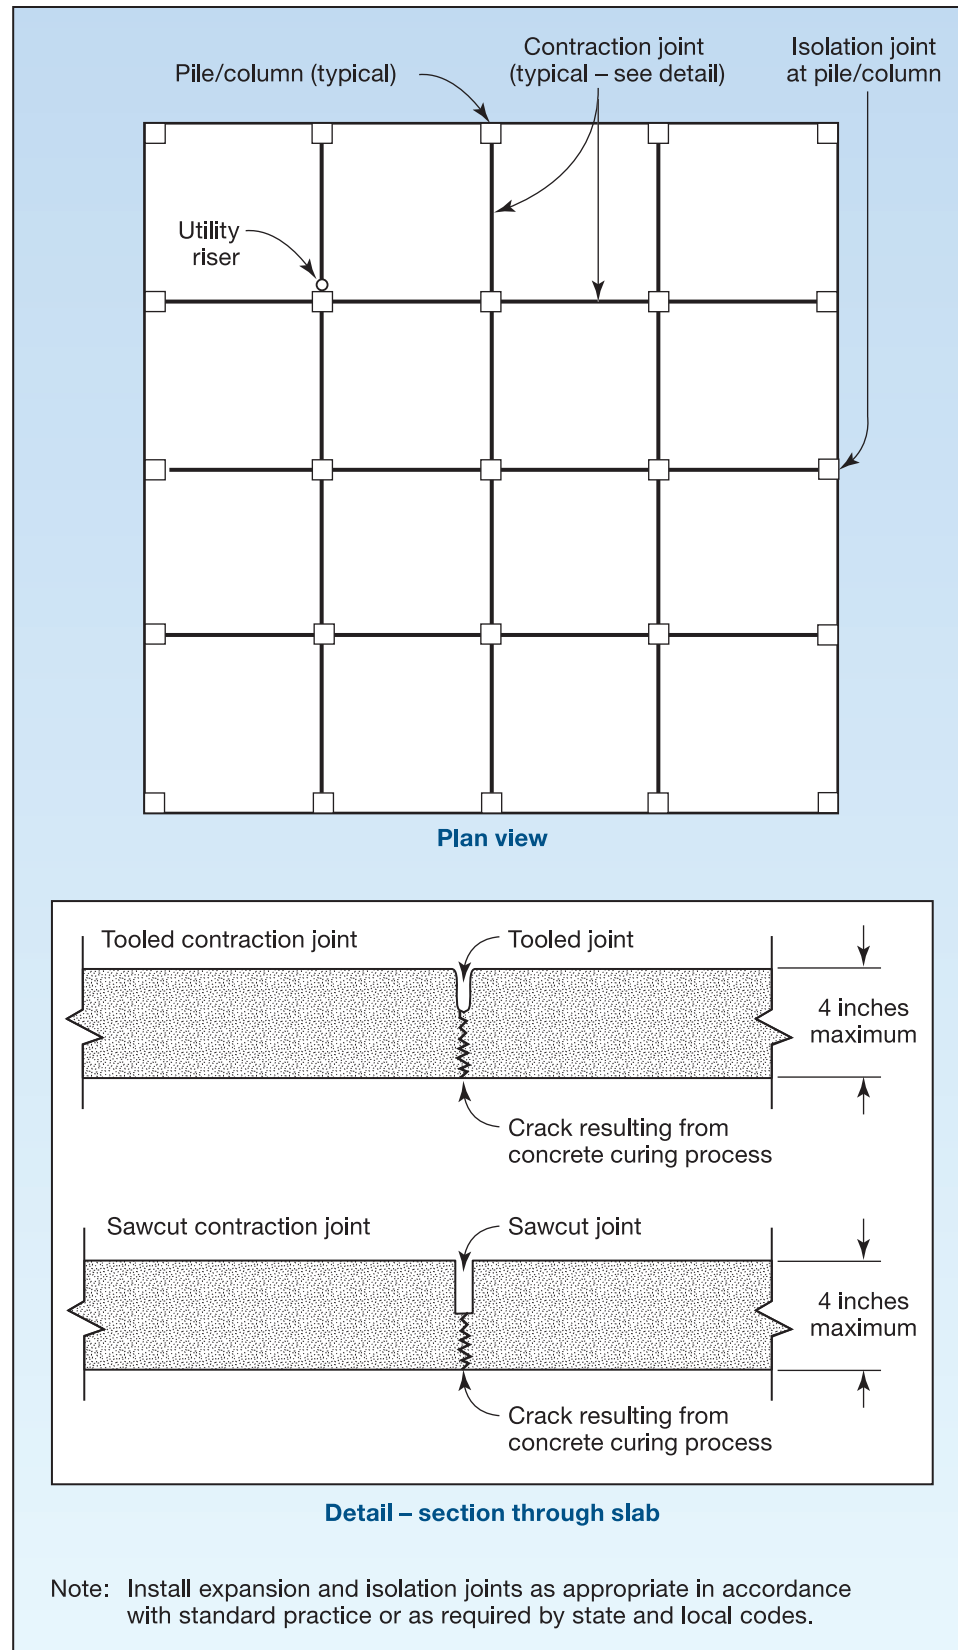 Pile/column (typical)
Contraction joint
(typical – see detail)
Isolation joint
at pile/column
Utility
riser
Plan view
Tooled contraction joint
Tooled joint
4 inches
maximum
Crack resulting from
concrete curing process
Sawcut contraction joint
Sawcut joint
4 inches
maximum
Crack resulting from
concrete curing process
Detail – section through slab
Note: Install expansion and isolation joints as appropriate in accordance
with standard practice or as required by state and local codes.